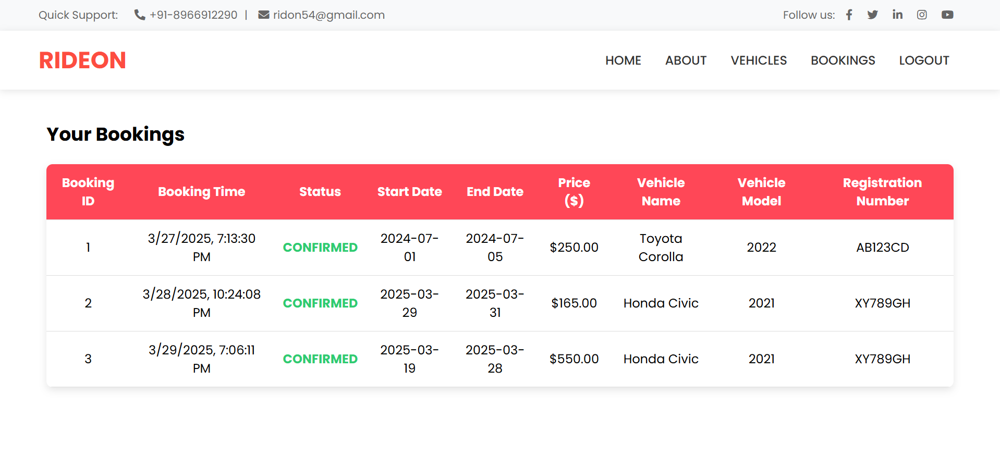 Quick Support: +91-8966912290 | ridon54@gmail.com Follow us:
RIDEON HOME ABOUT VEHICLES BOOKINGS LOGOUT
Your Bookings
Booking ID Booking Time Status Start Date End Date Price ($) Vehicle Name Vehicle Model Registration Number
1 3/27/2025, 7:13:30 PM CONFIRMED 2024-07-01 2024-07-05 $250.00 Toyota Corolla 2022 AB123CD
2 3/28/2025, 10:24:08 PM CONFIRMED 2025-03-29 2025-03-31 $165.00 Honda Civic 2021 XY789GH
3 3/29/2025, 7:06:11 PM CONFIRMED 2025-03-19 2025-03-28 $550.00 Honda Civic 2021 XY789GH